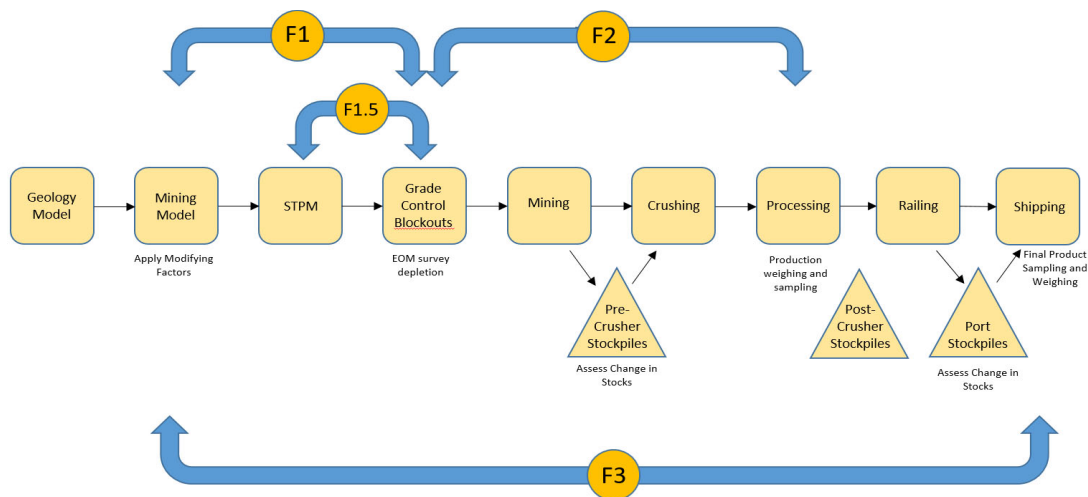 F1
F2
F1.5
Geology
Model
Mining
Model
STPM
Grade
Control
Blockouts
Mining
Crushing
Processing
Railing
Shipping
Apply Modifying
Factors
EOM survey
depletion
Production
weighing and
sampling
Final Product
Sampling and
Weighing
Pre-
Crusher
Stockpiles
Post-
Crusher
Stockpiles
Port
Stockpiles
Assess Change in
Stocks
Assess Change in
Stocks
F3